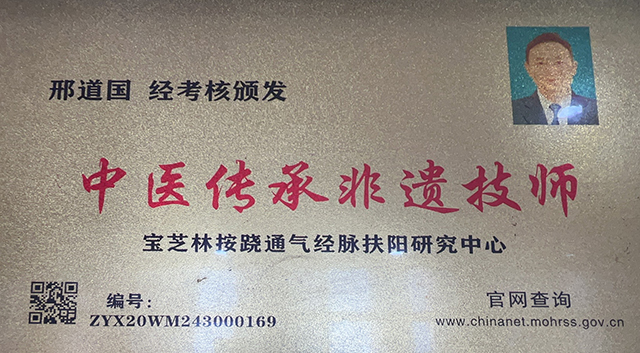 邢道国 经考核颁发
中医传承非遗技师
宝芝林按跷通气经脉扶阳研究中心
编号：
ZYX20WM243000169
官网查询
www.chinanet.mohrss.gov.cn